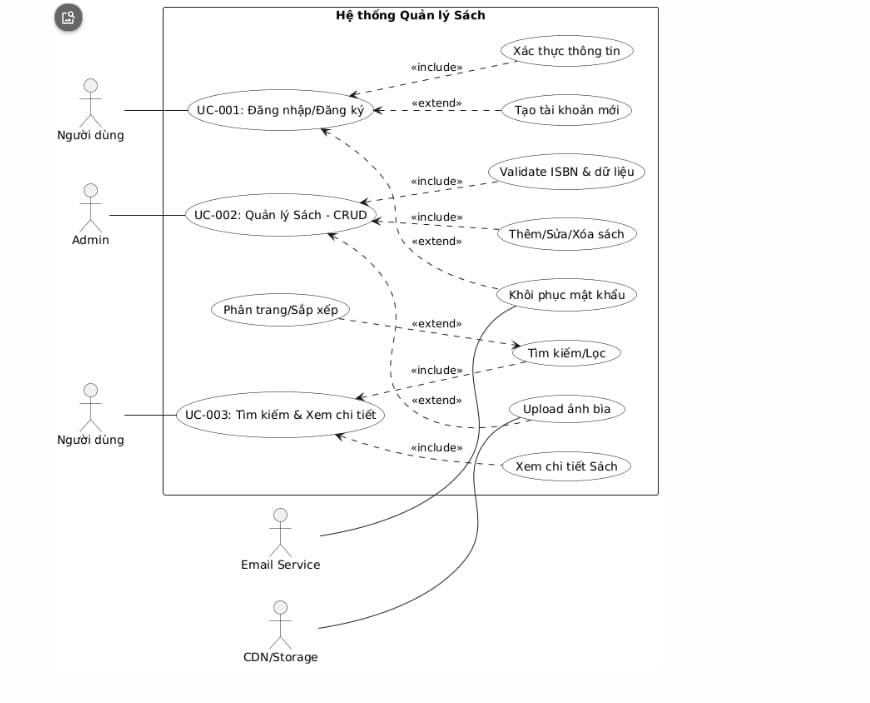 Hệ thống Quản lý Sách
Xác thực thông tin
«include»
UC-001: Đăng nhập/Đăng ký
«extend»
Tạo tài khoản mới
Người dùng
Validate ISBN & dữ liệu
«include»
UC-002: Quản lý Sách - CRUD
«include»
Thêm/Sửa/Xóa sách
Admin
«extend»
Khôi phục mật khẩu
Phân trang/Sắp xếp
«extend»
Tìm kiếm/Lọc
«include»
«extend»
Upload ảnh bìa
UC-003: Tìm kiếm & Xem chi tiết
Người dùng
«include»
Xem chi tiết Sách
Email Service
CDN/Storage